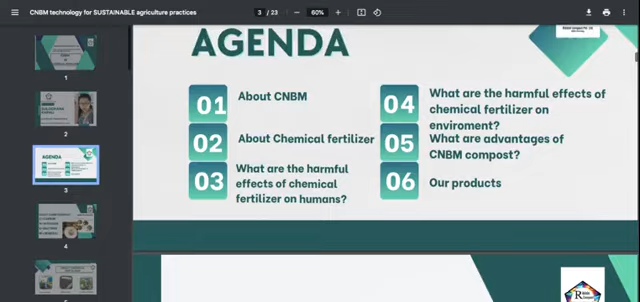 CNBM technology for SUSTAINABLE agriculture practices
3 / 23
60%
1
2
3
4
AGENDA
AGENDA
01
About CNBM
02
About Chemical fertilizer
03
What are the harmful
effects of chemical
fertilizer on humans?
04
What are the harmful effects of
chemical fertilizer on
enviroment?
05
What are advantages of
CNBM compost?
06
Our products